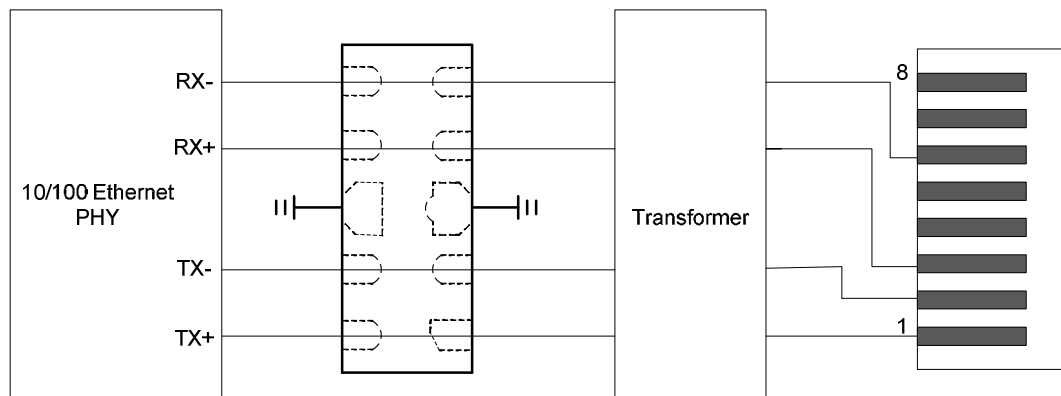 RX-
RX+
10/100 Ethernet
PHY
TX-
TX+
Transformer
8
1